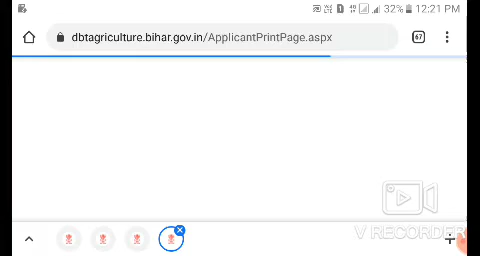 32% 12:21 PM
dbtagriculture.bihar.gov.in/ApplicantPrintPage.aspx
67
V RECORDER